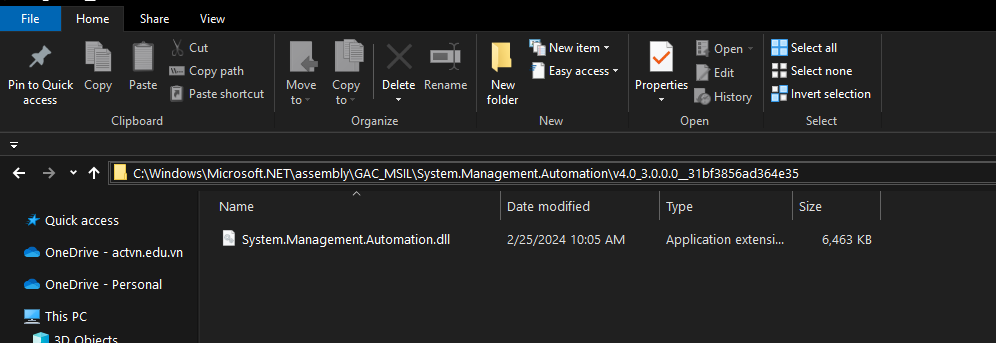 File Home Share View
Pin to Quick access
Copy
Paste
Cut
Copy path
Paste shortcut
Clipboard
Move to
Copy to
Delete
Rename
Organize
New folder
New item
Easy access
New
Properties
Open
Edit
History
Open
Select all
Select none
Invert selection
Select
C:\Windows\Microsoft.NET\assembly\GAC_MSIL\System.Management.Automation\v4.0_3.0.0.0__31bf3856ad364e35
Name Date modified Type Size
System.Management.Automation.dll 2/25/2024 10:05 AM Application extensi... 6,463 KB
Quick access
OneDrive - actvn.edu.vn
OneDrive - Personal
This PC
3D Objects